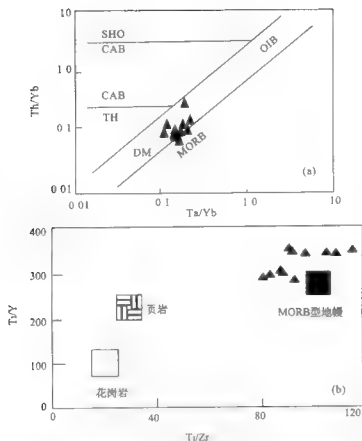 10
SHO
CAB
OIB
1 0
CAB
TH
Th/Yb
0 1
DM
MORB
(a)
0 01
0 01
0 1
1 0
10
Ta/Yb
(b)
400
300
Ti/Y
200
页岩
MORB型地幔
100
花岗岩
0
40
80
120
Ti/Zr